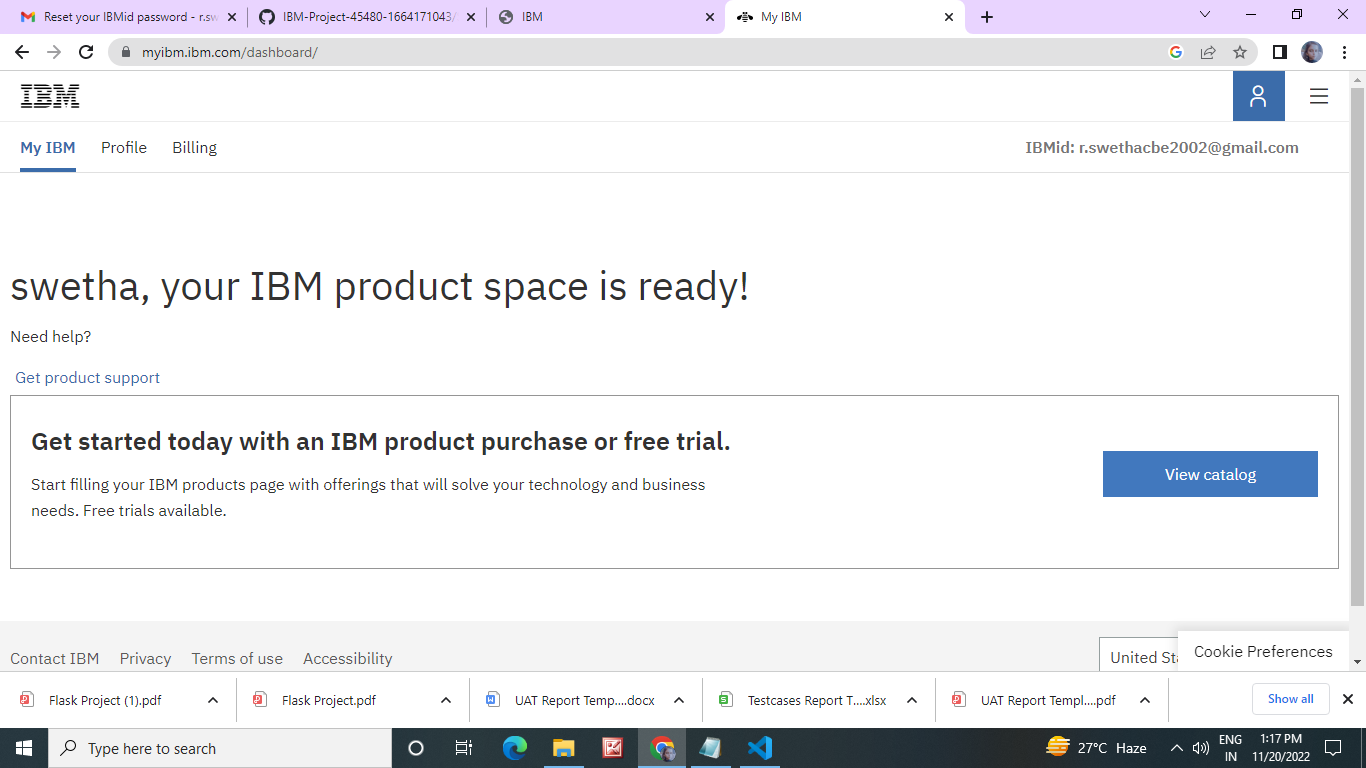 Reset your IBMid password - r.sw
IBM-Project-45480-1664171043/
IBM
My IBM
myibm.ibm.com/dashboard/
IBM
My IBM
Profile
Billing
IBMid: r.swethacbe2002@gmail.com
swetha, your IBM product space is ready!
Need help?
Get product support
Get started today with an IBM product purchase or free trial.
Start filling your IBM products page with offerings that will solve your technology and business
needs. Free trials available.
View catalog
Contact IBM
Privacy
Terms of use
Accessibility
United Sta
Cookie Preferences
Flask Project (1).pdf
Flask Project.pdf
UAT Report Temp....docx
Testcases Report T....xlsx
UAT Report Templ....pdf
Show all
Type here to search
27°C Haze
ENG
IN
1:17 PM
11/20/2022